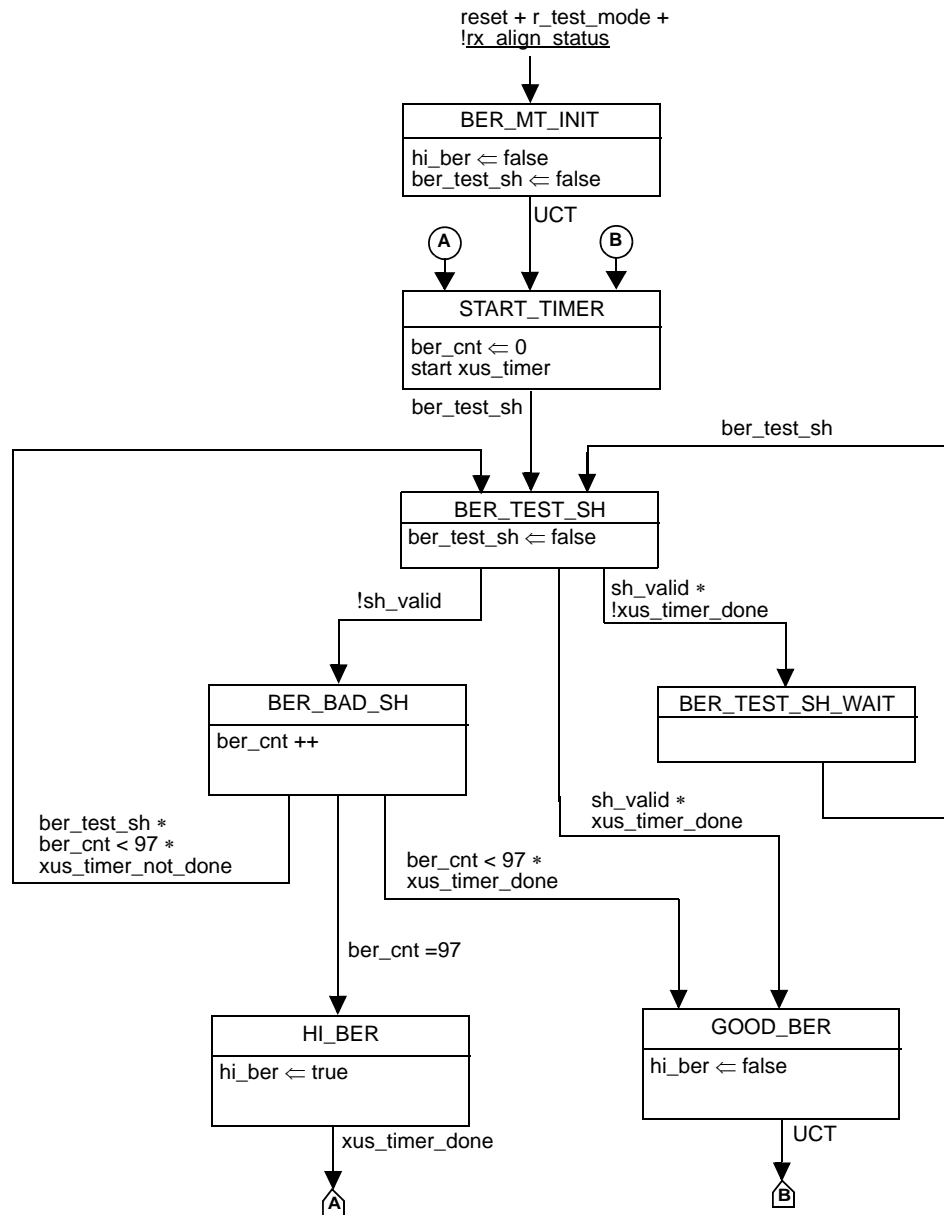 reset + r_test_mode +
!rx_align_status
BER_MT_INIT
hi_ber ⇐ false
ber_test_sh ⇐ false
UCT
A
B
START_TIMER
ber_cnt ⇐ 0
start xus_timer
ber_test_sh
ber_test_sh
BER_TEST_SH
ber_test_sh ⇐ false
!sh_valid
sh_valid *
!xus_timer_done
BER_BAD_SH
ber_cnt ++
BER_TEST_SH_WAIT
ber_test_sh *
ber_cnt < 97 *
xus_timer_not_done
ber_cnt < 97 *
xus_timer_done
sh_valid *
xus_timer_done
ber_cnt =97
HI_BER
hi_ber ⇐ true
GOOD_BER
hi_ber ⇐ false
xus_timer_done
UCT
A
B